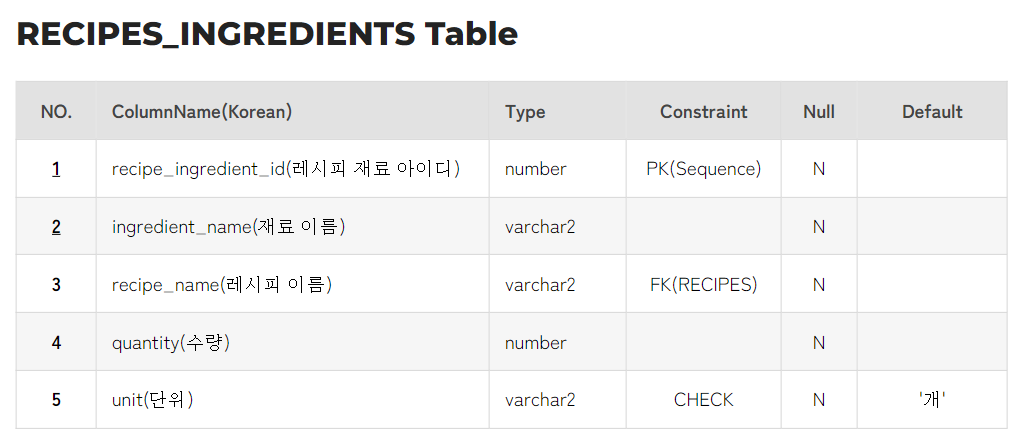 RECIPES_INGREDIENTS Table
NO. ColumnName(Korean) Type Constraint Null Default
1 recipe_ingredient_id(레시피 재료 아이디) number PK(Sequence) N
2 ingredient_name(재료 이름) varchar2 N
3 recipe_name(레시피 이름) varchar2 FK(RECIPES) N
4 quantity(수량) number N
5 unit(단위) varchar2 CHECK N '개'